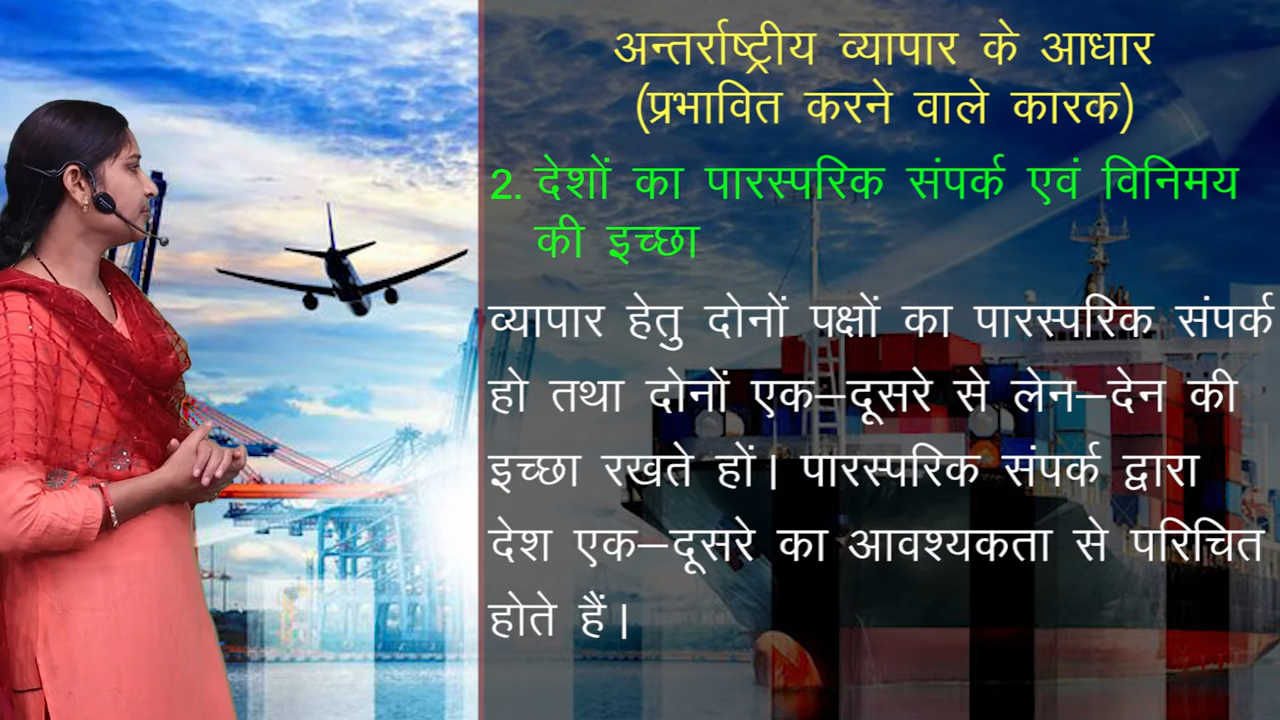 अन्तर्राष्ट्रीय व्यापार के आधार
(प्रभावित करने वाले कारक)
2. देशों का पारस्परिक संपर्क एवं विनिमय
की इच्छा
व्यापार हेतु दोनों पक्षों का पारस्परिक संपर्क
हो तथा दोनों एक–दूसरे से लेन–देन की
इच्छा रखते हों। पारस्परिक संपर्क द्वारा
देश एक–दूसरे का आवश्यकता से परिचित
होते हैं।